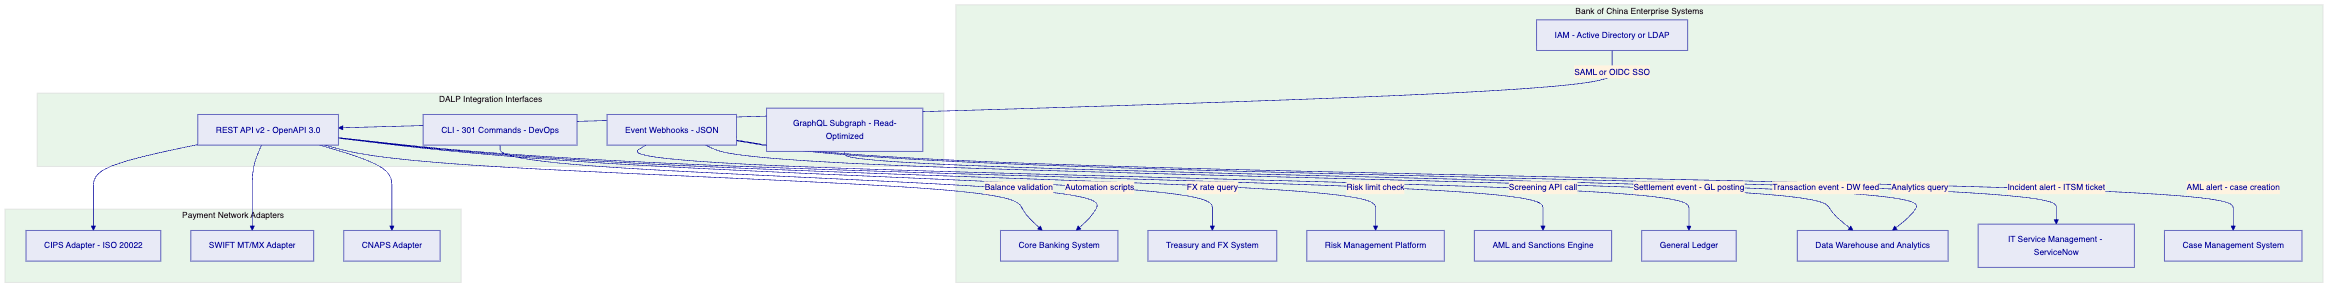 Bank of China Enterprise Systems
IAM - Active Directory or LDAP
SAML or OIDC SSO
DALP Integration Interfaces
REST API v2 - OpenAPI 3.0
CLI - 301 Commands - DevOps
Event Webhooks - JSON
GraphQL Subgraph - Read-
Optimized
Balance validation
Automation scripts
FX rate query
Risk limit check
Screening API call
Settlement event - GL posting
Transaction event - DW feed
Analytics query
Incident alert - ITSM ticket
AML alert - case creation
Payment Network Adapters
CIPS Adapter - ISO 20022
SWIFT MT/MX Adapter
CNAPS Adapter
Core Banking System
Treasury and FX System
Risk Management Platform
AML and Sanctions Engine
General Ledger
Data Warehouse and Analytics
IT Service Management -
ServiceNow
Case Management System